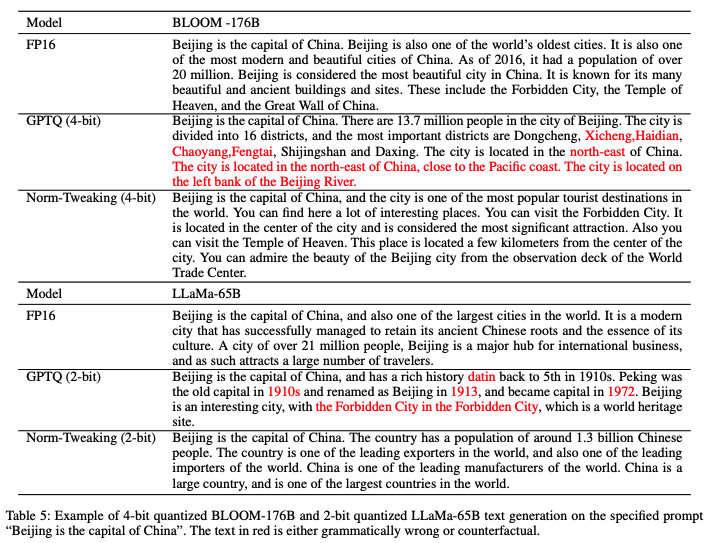 Model BLOOM -176B
FP16 Beijing is the capital of China. Beijing is also one of the world's oldest cities. It is also one
of the most modern and beautiful cities of China. As of 2016, it had a population of over
20 million. Beijing is considered the most beautiful city in China. It is known for its many
beautiful and ancient buildings and sites. These include the Forbidden City, the Temple of
Heaven, and the Great Wall of China.
GPTQ (4-bit) Beijing is the capital of China. There are 13.7 million people in the city of Beijing. The city is
divided into 16 districts, and the most important districts are Dongcheng, Xicheng,Haidian,
Chaoyang,Fengtai, Shijingshan and Daxing. The city is located in the north-east of China.
The city is located in the north-east of China, close to the Pacific coast. The city is located on
the left bank of the Beijing River.
Norm-Tweaking (4-bit) Beijing is the capital of China, and the city is one of the most popular tourist destinations in
the world. You can find here a lot of interesting places. You can visit the Forbidden City. It
is located in the center of the city and is considered the most significant attraction. Also you
can visit the Temple of Heaven. This place is located a few kilometers from the center of the
city. You can admire the beauty of the Beijing city from the observation deck of the World
Trade Center.
Model LLaMa-65B
FP16 Beijing is the capital of China, and also one of the largest cities in the world. It is a modern
city that has successfully managed to retain its ancient Chinese roots and the essence of its
culture. A city of over 21 million people, Beijing is a major hub for international business,
and as such attracts a large number of travelers.
GPTQ (2-bit) Beijing is the capital of China, and has a rich history datin back to 5th in 1910s. Peking was
the old capital in 1910s and renamed as Beijing in 1913, and became capital in 1972. Beijing
is an interesting city, with the Forbidden City in the Forbidden City, which is a world heritage
site.
Norm-Tweaking (2-bit) Beijing is the capital of China. The country has a population of around 1.3 billion Chinese
people. The country is one of the leading exporters in the world, and also one of the leading
importers of the world. China is one of the leading manufacturers of the world. China is a
large country, and is one of the largest countries in the world.
Table 5: Example of 4-bit quantized BLOOM-176B and 2-bit quantized LLaMa-65B text generation on the specified prompt
"Beijing is the capital of China". The text in red is either grammatically wrong or counterfactual.